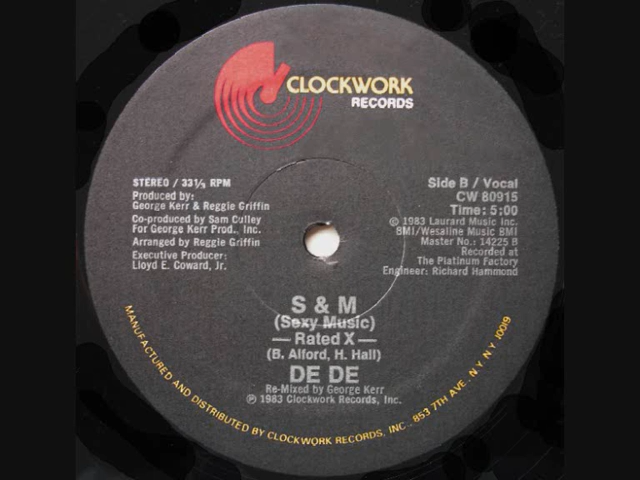 CLOCKWORK
RECORDS
STEREO / 33⅓ RPM
Produced by:
George Kerr & Reggie Griffin
Co-produced by Sam Culley
For George Kerr Prod., Inc.
Arranged by Reggie Griffin
Executive Producer:
Lloyd E. Coward, Jr.
Side B / Vocal
CW 80915
Time: 5:00
℗ 1983 Laurard Music Inc.
BMI/Wesaline Music BMI
Master No.: 14225 B
Recorded at
The Platinum Factory
Engineer: Richard Hammond
S & M
(Sexy Music)
— Rated X —
(B. Alford, H. Hall)
DE DE
Re-Mixed by George Kerr
℗ 1983 Clockwork Records, Inc.
MANUFACTURED AND DISTRIBUTED BY CLOCKWORK RECORDS, INC., 853 7TH AVE., N.Y. N.Y. 10019